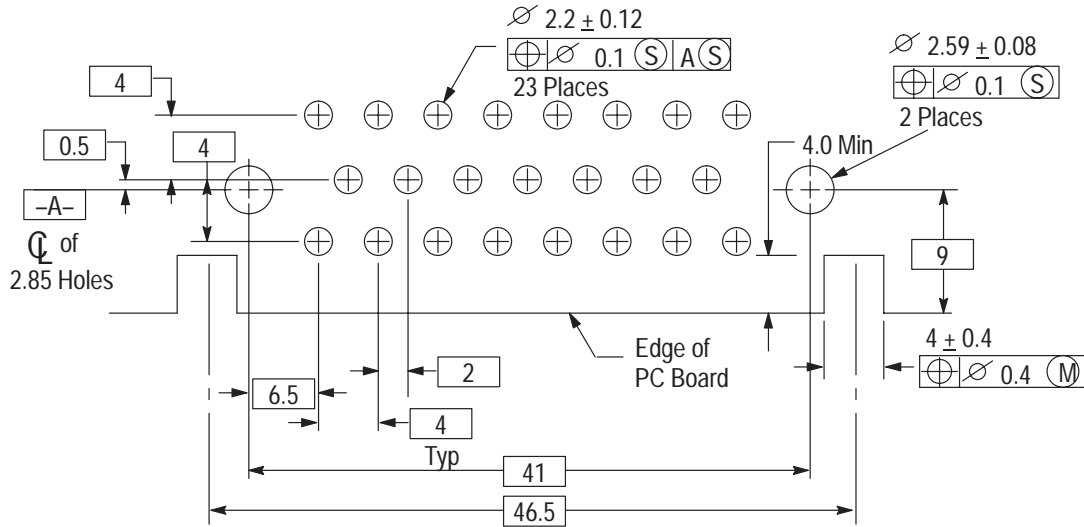 ⌀ 2.2 ± 0.12
⌖ ⌀ 0.1 Ⓢ A Ⓢ
23 Places
⌀ 2.59 ± 0.08
⌖ ⌀ 0.1 Ⓢ
2 Places
4
0.5
4
4.0 Min
–A–
℄ of
2.85 Holes
9
Edge of
PC Board
4 ± 0.4
⌖ ⌀ 0.4 Ⓜ
2
6.5
4
Typ
41
46.5